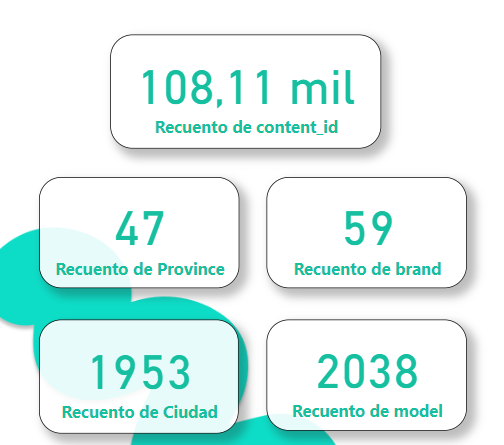 108,11 mil
Recuento de content_id
47
Recuento de Province
59
Recuento de brand
1953
Recuento de Ciudad
2038
Recuento de model